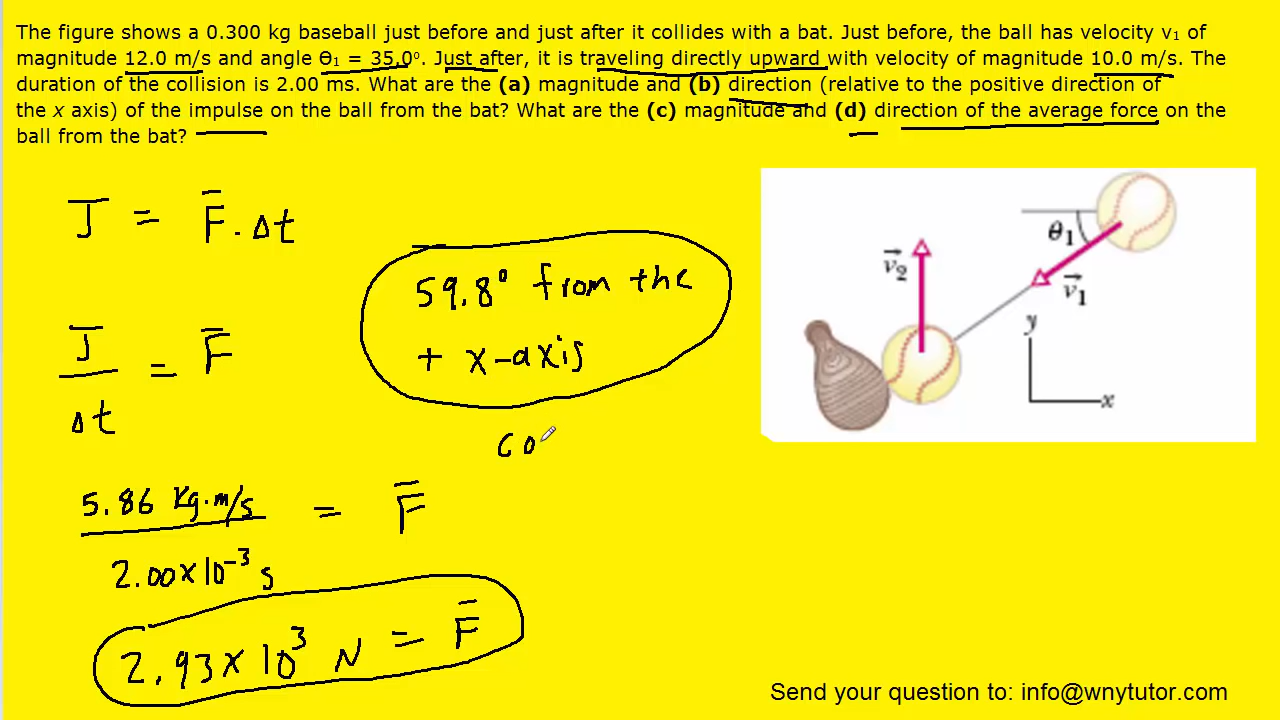 The figure shows a 0.300 kg baseball just before and just after it collides with a bat. Just before, the ball has velocity v₁ of
magnitude 12.0 m/s and angle Θ₁ = 35.0º. Just after, it is traveling directly upward with velocity of magnitude 10.0 m/s. The
duration of the collision is 2.00 ms. What are the (a) magnitude and (b) direction (relative to the positive direction of
the x axis) of the impulse on the ball from the bat? What are the (c) magnitude and (d) direction of the average force on the
ball from the bat?
J = F̄ · Δt
J / Δt = F̄
59.8° from the
+ x-axis
co
5.86 kg·m/s / 2.00×10⁻³ s = F̄
2.93×10³ N = F̄
θ₁
v⃗₂
v⃗₁
y
x
Send your question to: info@wnytutor.com